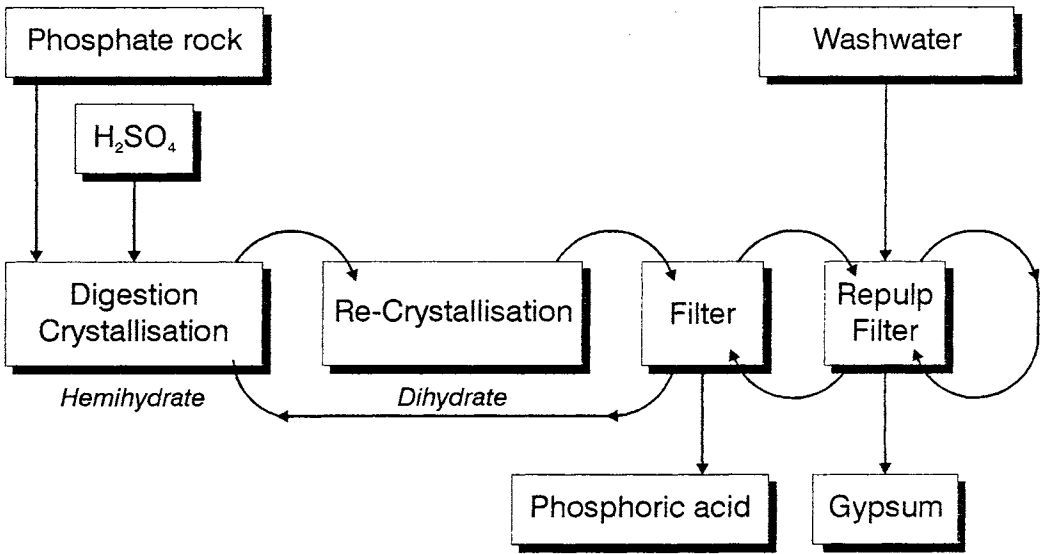 Phosphate rock
Washwater
H₂SO₄
Digestion
Crystallisation
Re-Crystallisation
Filter
Repulp
Filter
Hemihydrate
Dihydrate
Phosphoric acid
Gypsum